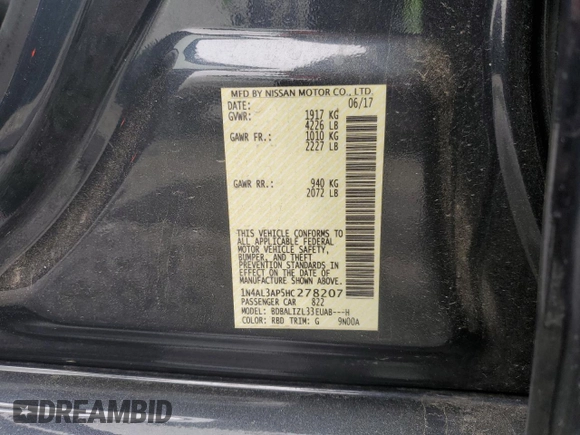 MFD BY NISSAN MOTOR CO., LTD.
DATE: 06/17
GVWR: 1917 KG
4226 LB
GAWR FR.: 1010 KG
2227 LB
GAWR RR.: 940 KG
2072 LB
THIS VEHICLE CONFORMS TO
ALL APPLICABLE FEDERAL
MOTOR VEHICLE SAFETY,
BUMPER, AND THEFT
PREVENTION STANDARDS
IN EFFECT ON THE DATE OF
MANUFACTURE SHOWN ABOVE.
1N4AL3AP5HC278207
PASSENGER CAR 822
MODEL: BDBALIZL33EUAB---H
COLOR: RBD TRIM: G 9N00A
DREAMBID